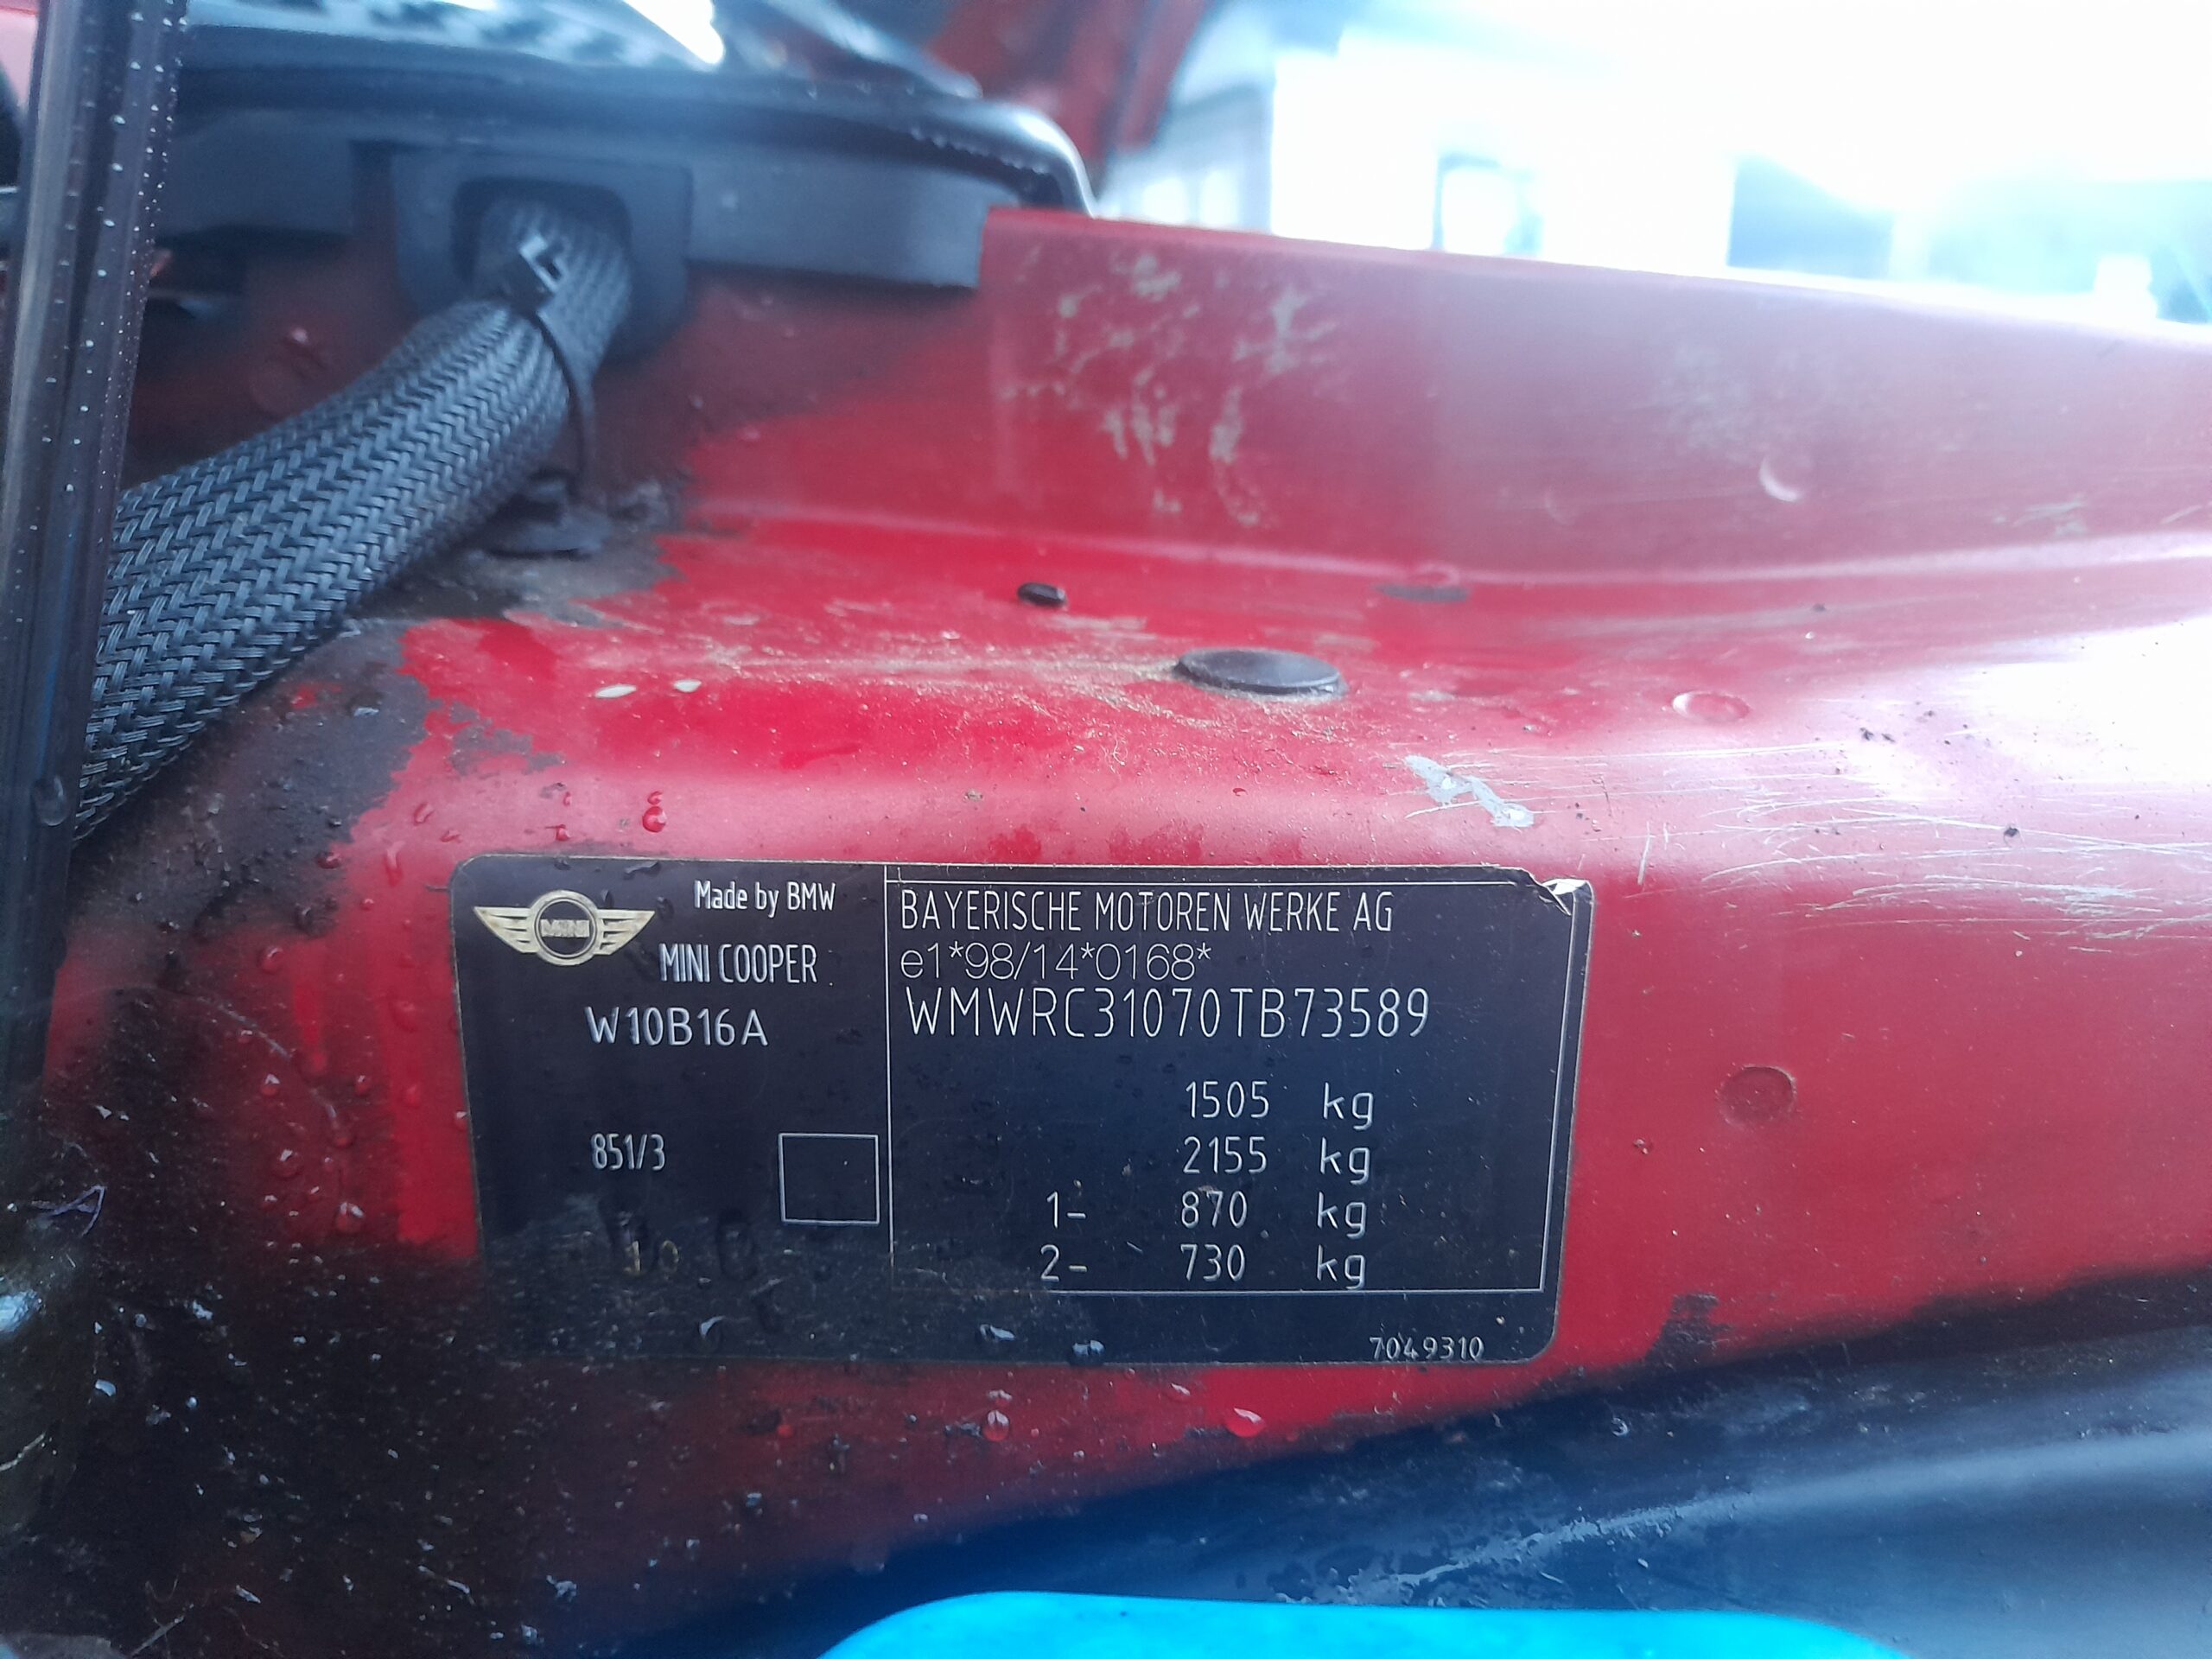 MINI
Made by BMW
MINI COOPER
W10B16A
851/3
BAYERISCHE MOTOREN WERKE AG
e1*98/14*0168*
WMWRC31070TB73589
1505 kg
2155 kg
1- 870 kg
2- 730 kg
7049310